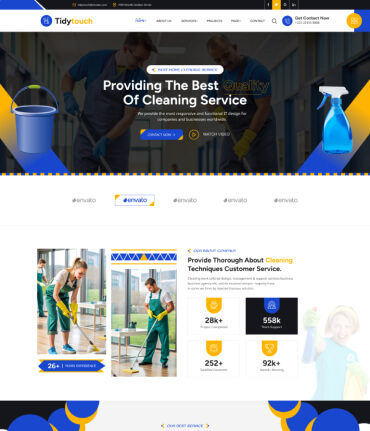 Tidytouch
Home
ABOUT US
SERVICES
PROJECTS
PAGE
CONTACT
Get Contact Now
BEST HOME CLEANING SERVICE
Providing The Best Quality
Of Cleaning Service
We provide the most responsive and functional IT design for
companies and businesses worldwide.
CONTACT NOW
WATCH VIDEO
envato
envato
envato
envato
envato
OUR ABOUT COMPANY
Provide Thorough About Cleaning
Techniques Customer Service.
28k+
Project Completed
558k
252+
92k+
26+
YEARS EXPERIENCE
OUR BEST SERVICE